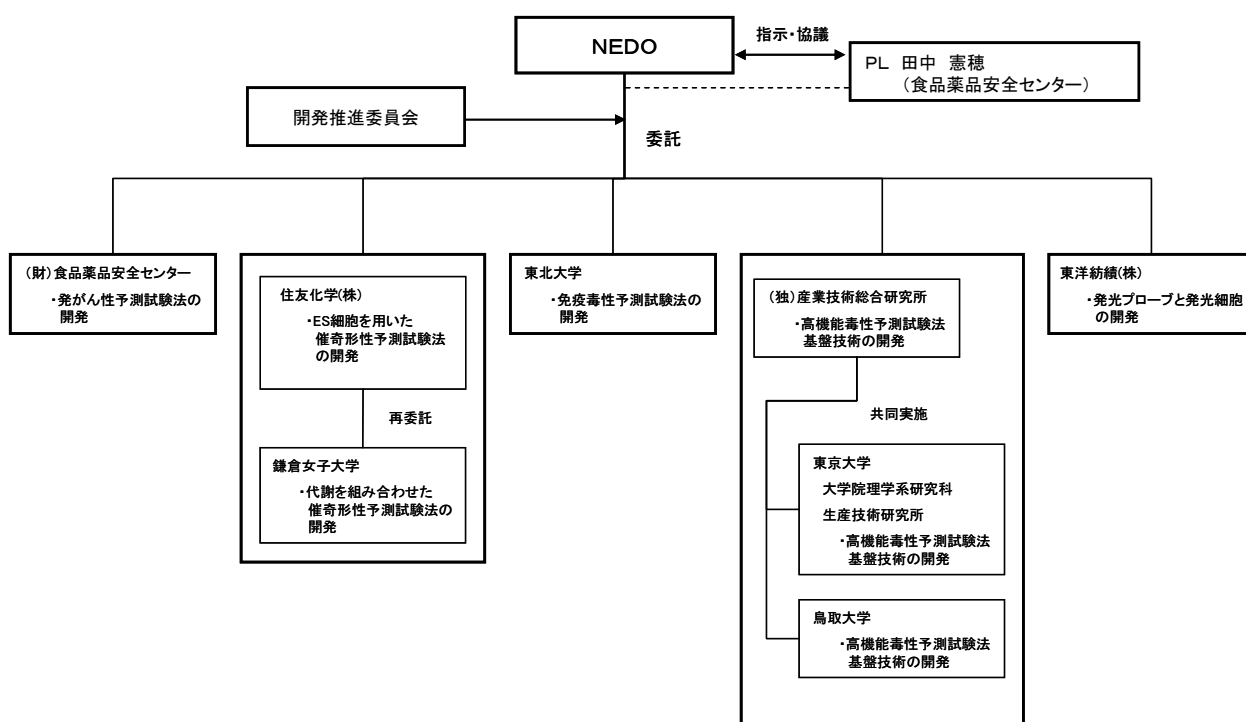 NEDO
指示・協議
PL 田中 憲穂
(食品薬品安全センター)
開発推進委員会
委託
(財)食品薬品安全センター
・発がん性予測試験法の
開発
住友化学(株)
・ES細胞を用いた
催奇形性予測試験法
の開発
再委託
鎌倉女子大学
・代謝を組み合わせた
催奇形性予測試験法の
開発
東北大学
・免疫毒性予測試験法の
開発
(独)産業技術総合研究所
・高機能毒性予測試験法
基盤技術の開発
共同実施
東京大学
大学院理学系研究科
生産技術研究所
・高機能毒性予測試験法
基盤技術の開発
鳥取大学
・高機能毒性予測試験法
基盤技術の開発
東洋紡績(株)
・発光プローブと発光細胞
の開発